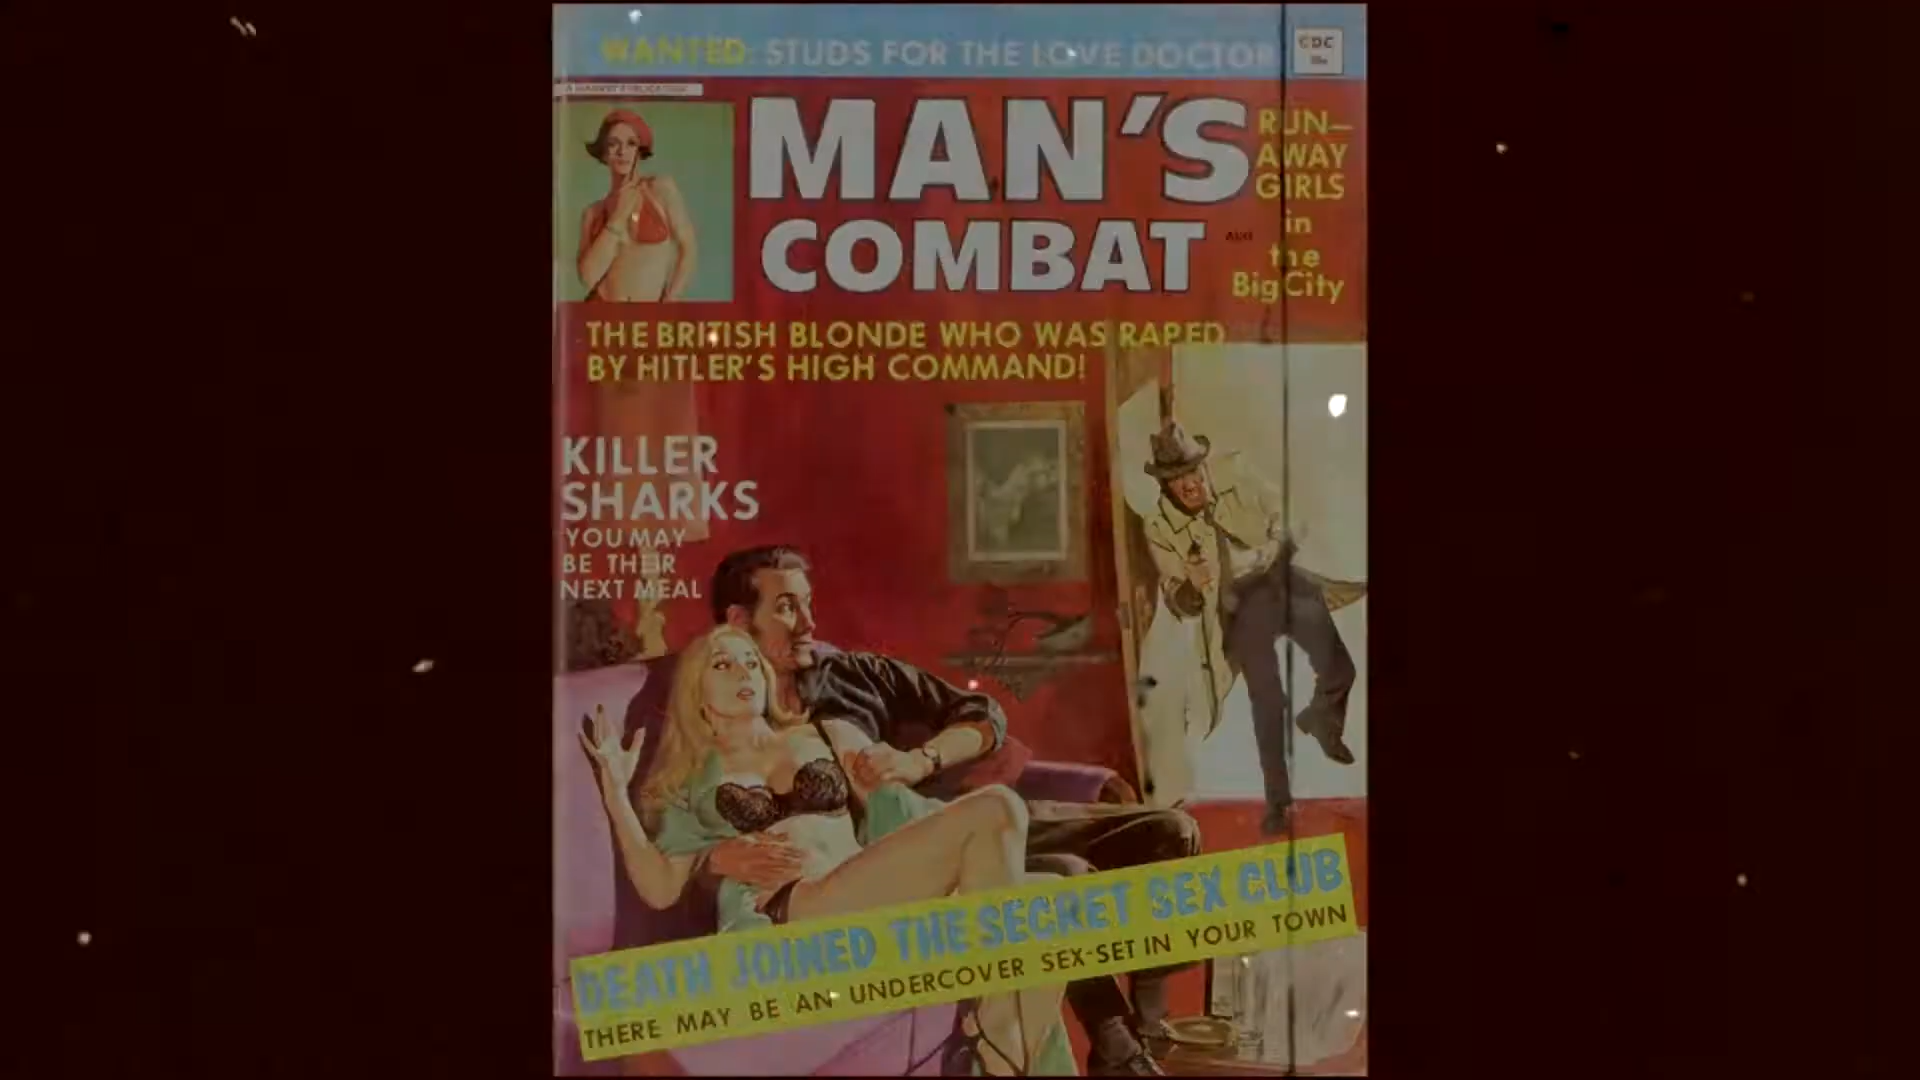 WANTED: STUDS FOR THE LOVE DOCTOR
CDC
MAN'S
COMBAT
AUG
RUN-
AWAY
GIRLS
in
the
Big City
THE BRITISH BLONDE WHO WAS RAPED
BY HITLER'S HIGH COMMAND!
KILLER
SHARKS
YOU MAY
BE THEIR
NEXT MEAL
DEATH JOINED THE SECRET SEX CLUB
THERE MAY BE AN UNDERCOVER SEX-SET IN YOUR TOWN